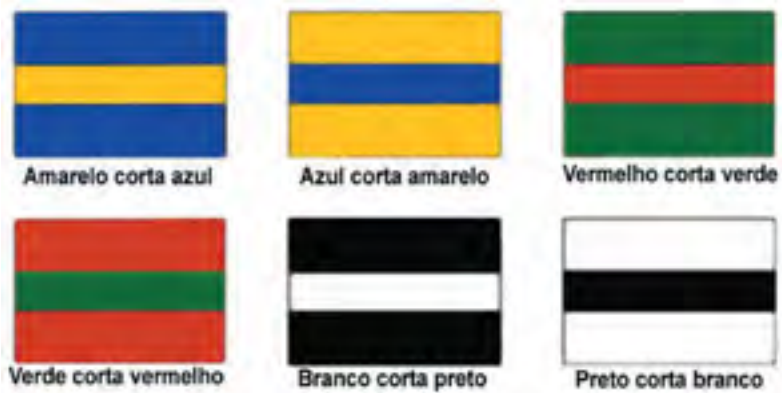 Amarelo corta azul
Azul corta amarelo
Vermelho corta verde
Verde corta vermelho
Branco corta preto
Preto corta branco